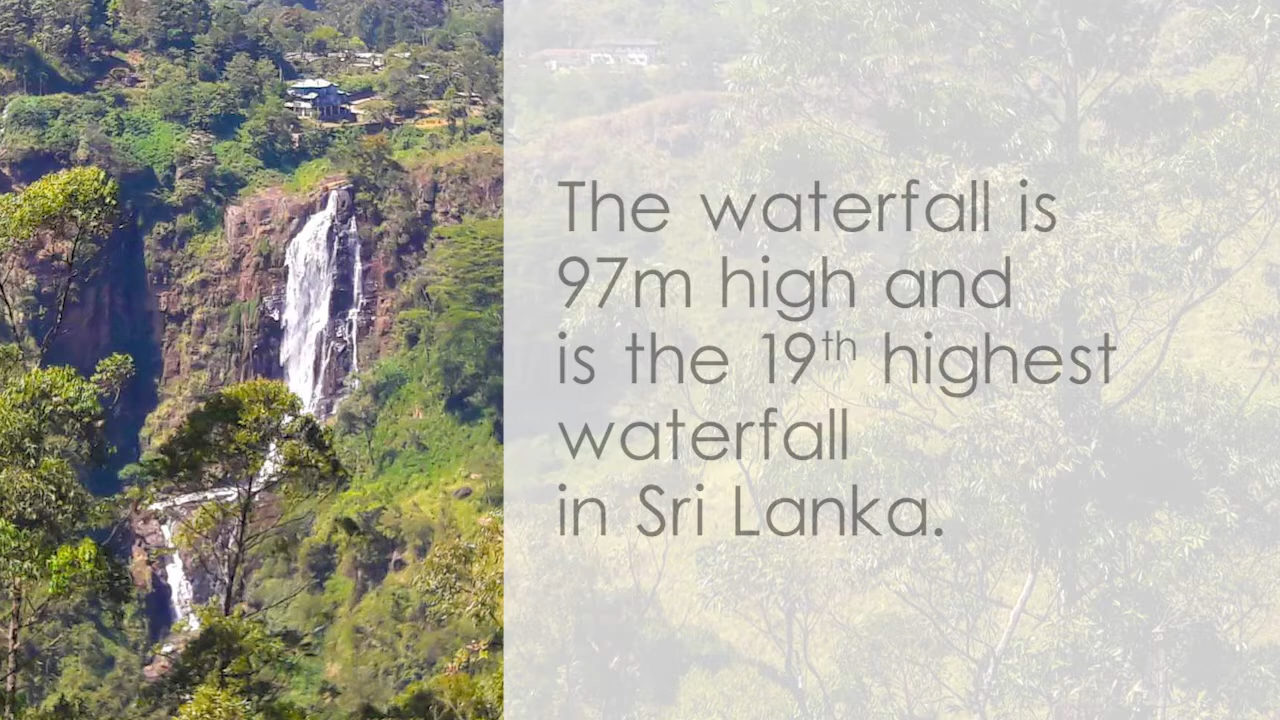 The waterfall is
97m high and
is the 19th highest
waterfall
in Sri Lanka.